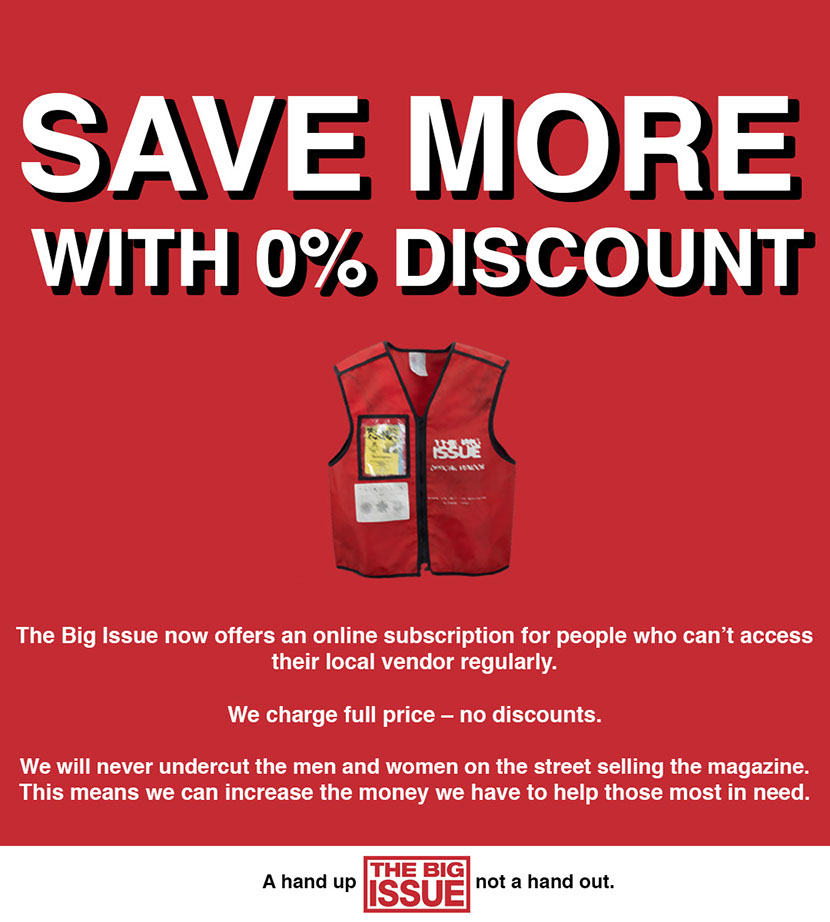 SAVE MORE
WITH 0% DISCOUNT
THE BIG
ISSUE
OFFICIAL VENDOR
The Big Issue now offers an online subscription for people who can’t access
their local vendor regularly.
We charge full price – no discounts.
We will never undercut the men and women on the street selling the magazine.
This means we can increase the money we have to help those most in need.
A hand up THE BIG ISSUE not a hand out.